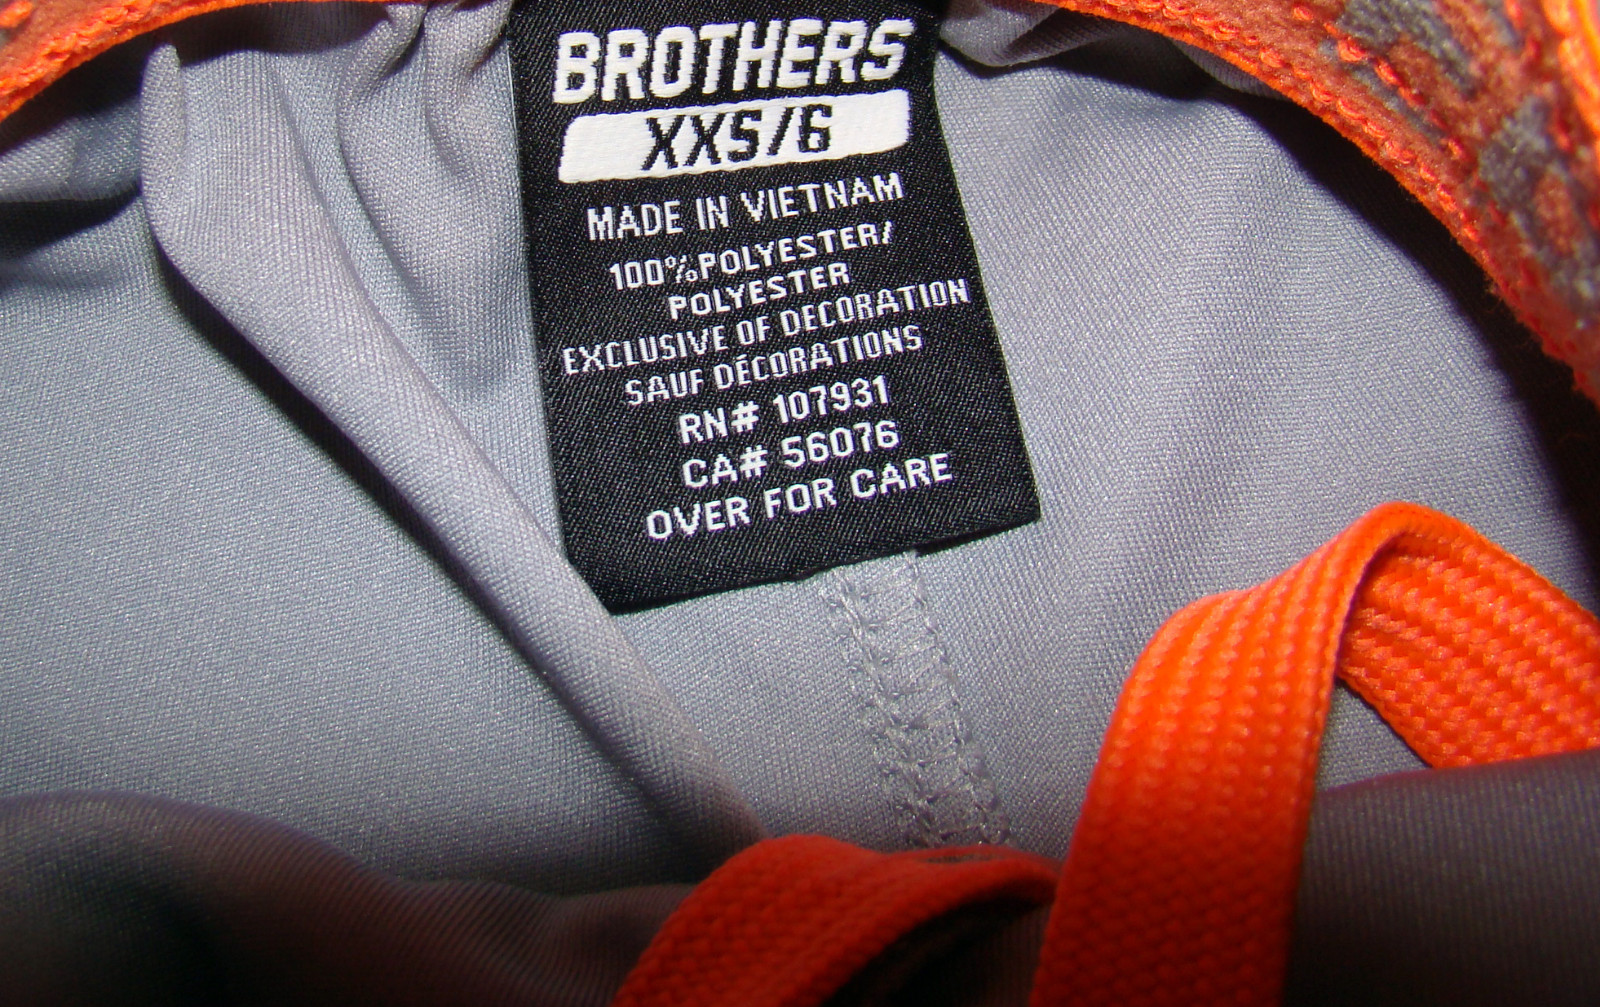 BROTHERS
XXS/6
MADE IN VIETNAM
100%POLYESTER/
POLYESTER
EXCLUSIVE OF DECORATION
SAUF DÉCORATIONS
RN# 107931
CA# 56076
OVER FOR CARE